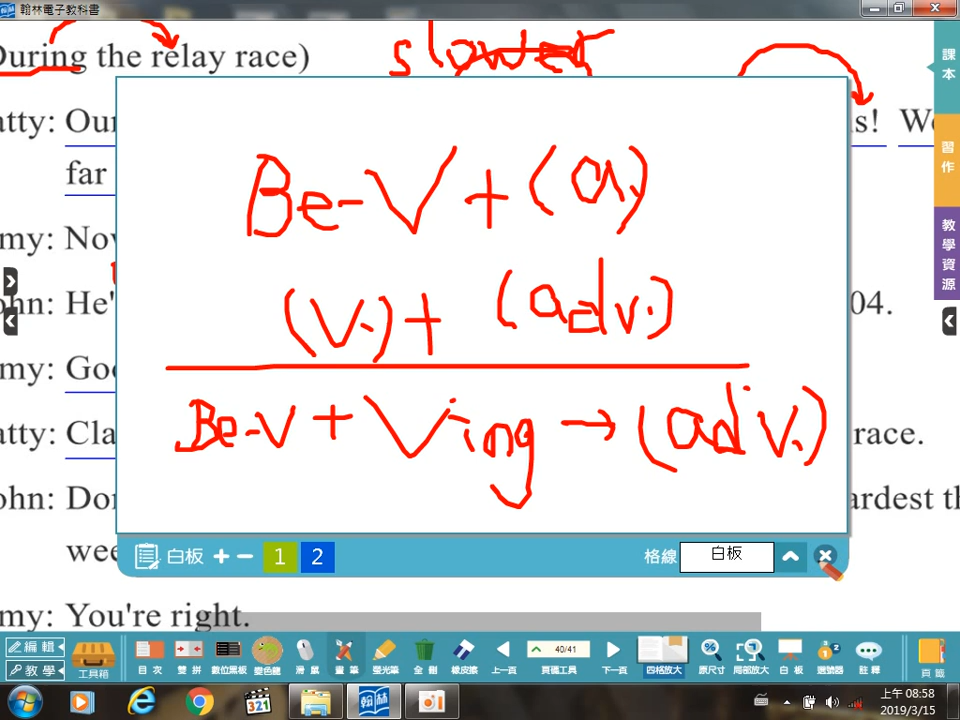 翰林電子教科書
During the relay race)
slower
atty: Our
s! We
far
Be-V + (a.)
my: Nov
(V.) + (adv.)
ohn: He'
04.
my: Goo
Be-V + Ving → (adv.)
atty: Cla
race.
ohn: Don
ardest th
wee
白板 + − 1 2 格線 白板
my: You're right.
課本
習作
教學資源
編輯
教學
工具箱 目次 雙拼 數位黑板 變色龍 滑鼠 畫筆 螢光筆 全刪 橡皮擦 上一頁 40/41 頁碼工具 下一頁 四格放大 原尺寸 局部放大 白板 選號器 註釋 頁籤
321
上午 08:58
2019/3/15